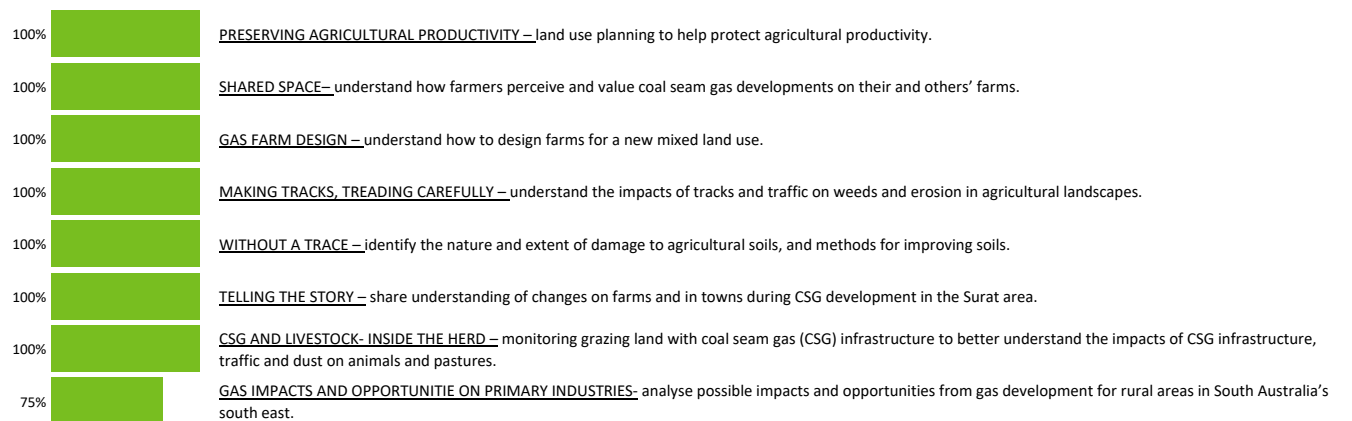 100% PRESERVING AGRICULTURAL PRODUCTIVITY – land use planning to help protect agricultural productivity.
100% SHARED SPACE– understand how farmers perceive and value coal seam gas developments on their and others’ farms.
100% GAS FARM DESIGN – understand how to design farms for a new mixed land use.
100% MAKING TRACKS, TREADING CAREFULLY – understand the impacts of tracks and traffic on weeds and erosion in agricultural landscapes.
100% WITHOUT A TRACE – identify the nature and extent of damage to agricultural soils, and methods for improving soils.
100% TELLING THE STORY – share understanding of changes on farms and in towns during CSG development in the Surat area.
100% CSG AND LIVESTOCK- INSIDE THE HERD – monitoring grazing land with coal seam gas (CSG) infrastructure to better understand the impacts of CSG infrastructure,
traffic and dust on animals and pastures.
75% GAS IMPACTS AND OPPORTUNITIE ON PRIMARY INDUSTRIES- analyse possible impacts and opportunities from gas development for rural areas in South Australia’s
south east.